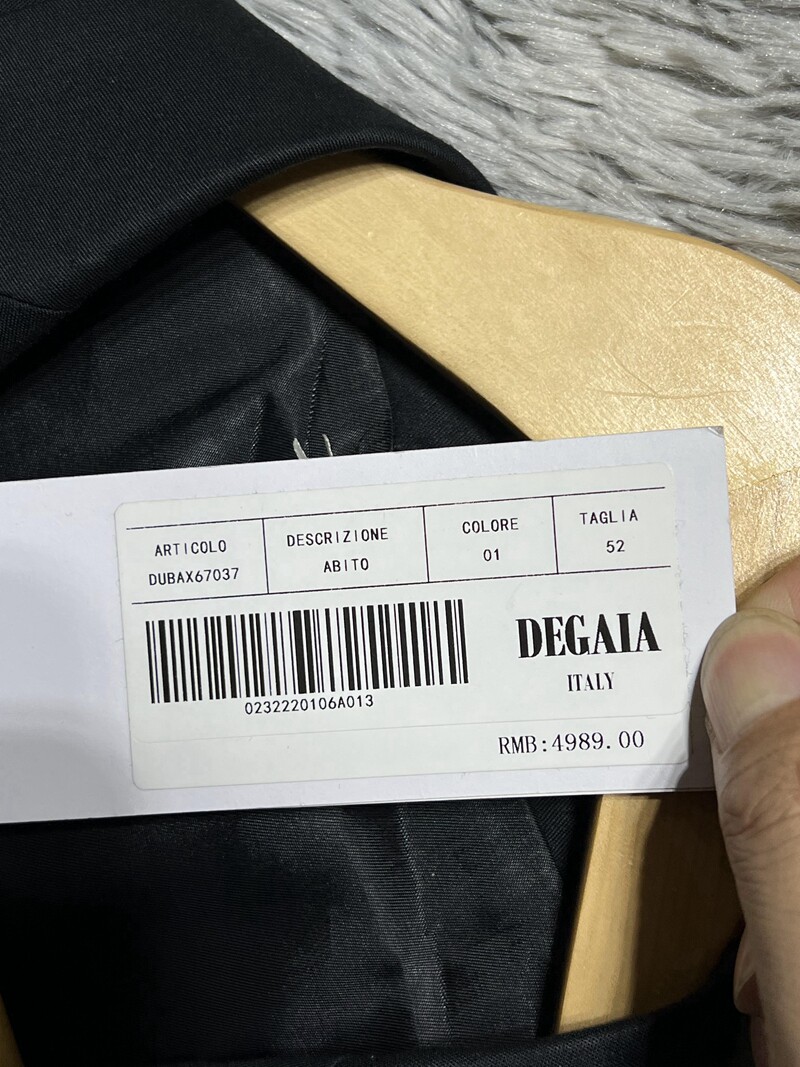 ARTICOLO DESCRIZIONE COLORE TAGLIA
DUBAX67037 ABITO 01 52
0232220106A013
DEGAIA
ITALY
RMB:4989.00